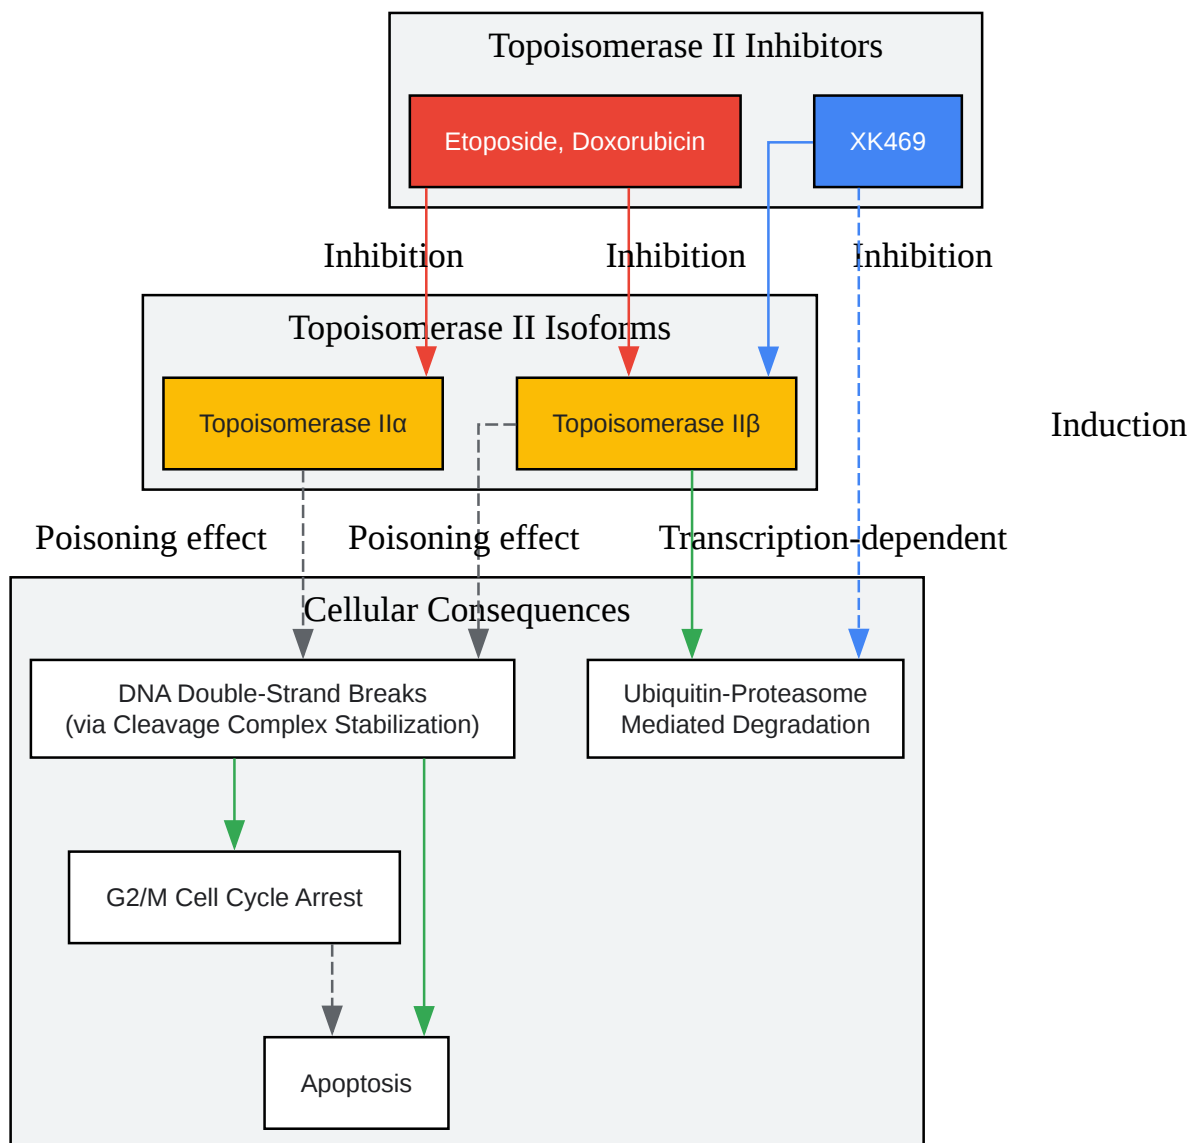 Topoisomerase II Inhibitors
Etoposide, Doxorubicin
XK469
Inhibition
Inhibition
Inhibition
Topoisomerase II Isoforms
Topoisomerase IIα
Topoisomerase IIβ
Induction
Poisoning effect
Poisoning effect
Transcription-dependent
Cellular Consequences
DNA Double-Strand Breaks
(via Cleavage Complex Stabilization)
Ubiquitin-Proteasome
Mediated Degradation
G2/M Cell Cycle Arrest
Apoptosis